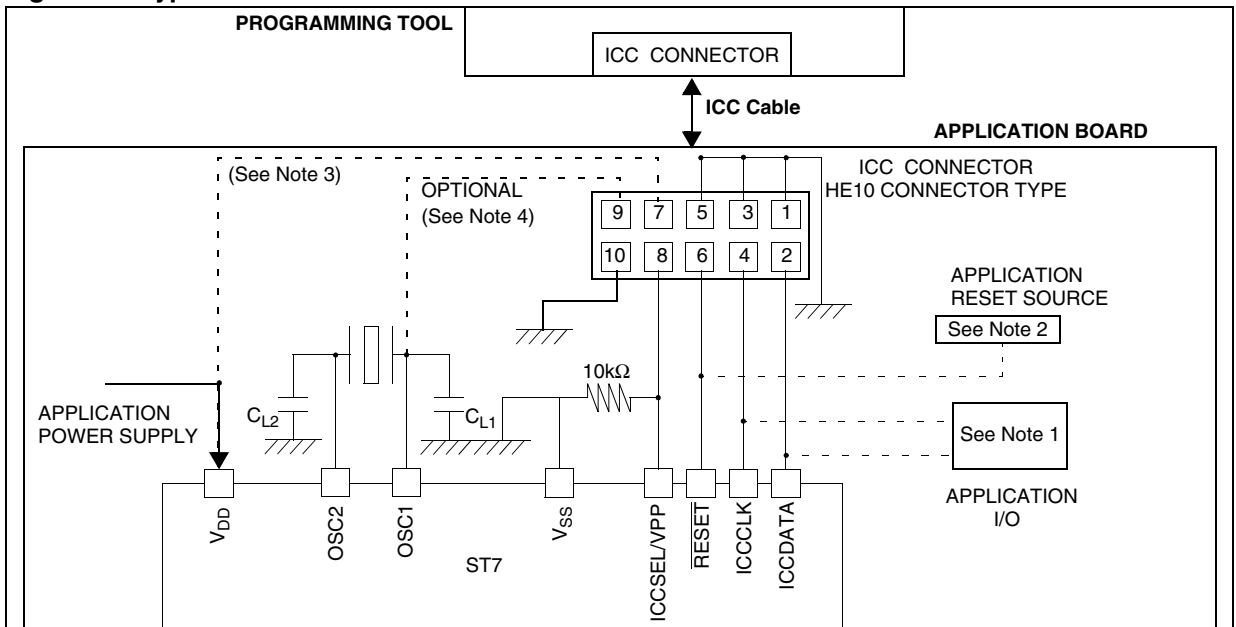 PROGRAMMING TOOL
ICC CONNECTOR
ICC Cable
APPLICATION BOARD
(See Note 3)
OPTIONAL
(See Note 4)
ICC CONNECTOR
HE10 CONNECTOR TYPE
9 7 5 3 1
10 8 6 4 2
APPLICATION
RESET SOURCE
See Note 2
10kΩ
APPLICATION
POWER SUPPLY
CL2
CL1
See Note 1
APPLICATION
I/O
VDD
OSC2
OSC1
VSS
ICCSEL/VPP
RESET
ICCCLK
ICCDATA
ST7